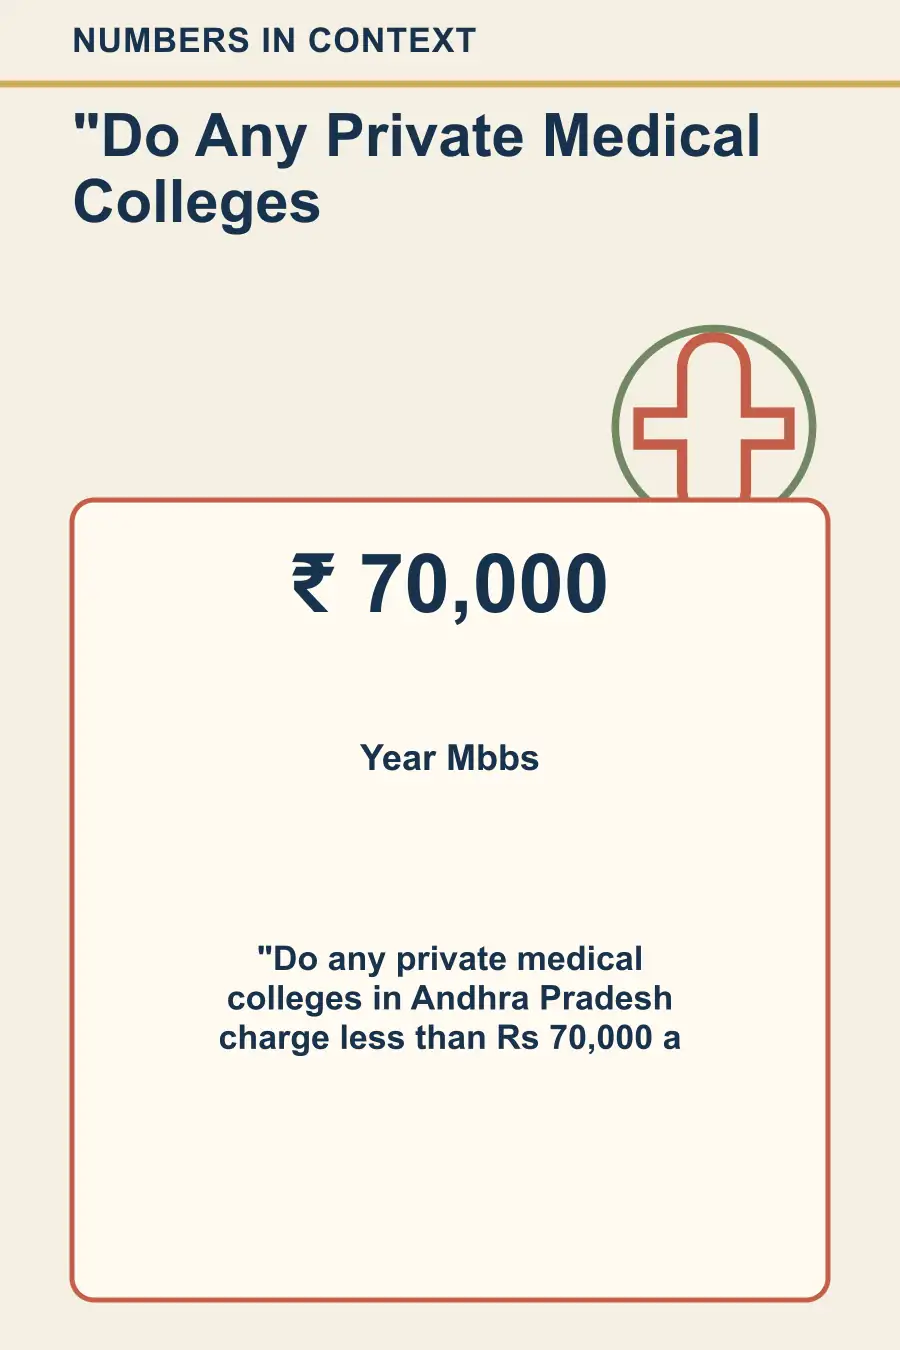 NUMBERS IN CONTEXT
"Do Any Private Medical
Colleges
₹ 70,000
Year Mbbs
"Do any private medical
colleges in Andhra Pradesh
charge less than Rs 70,000 a